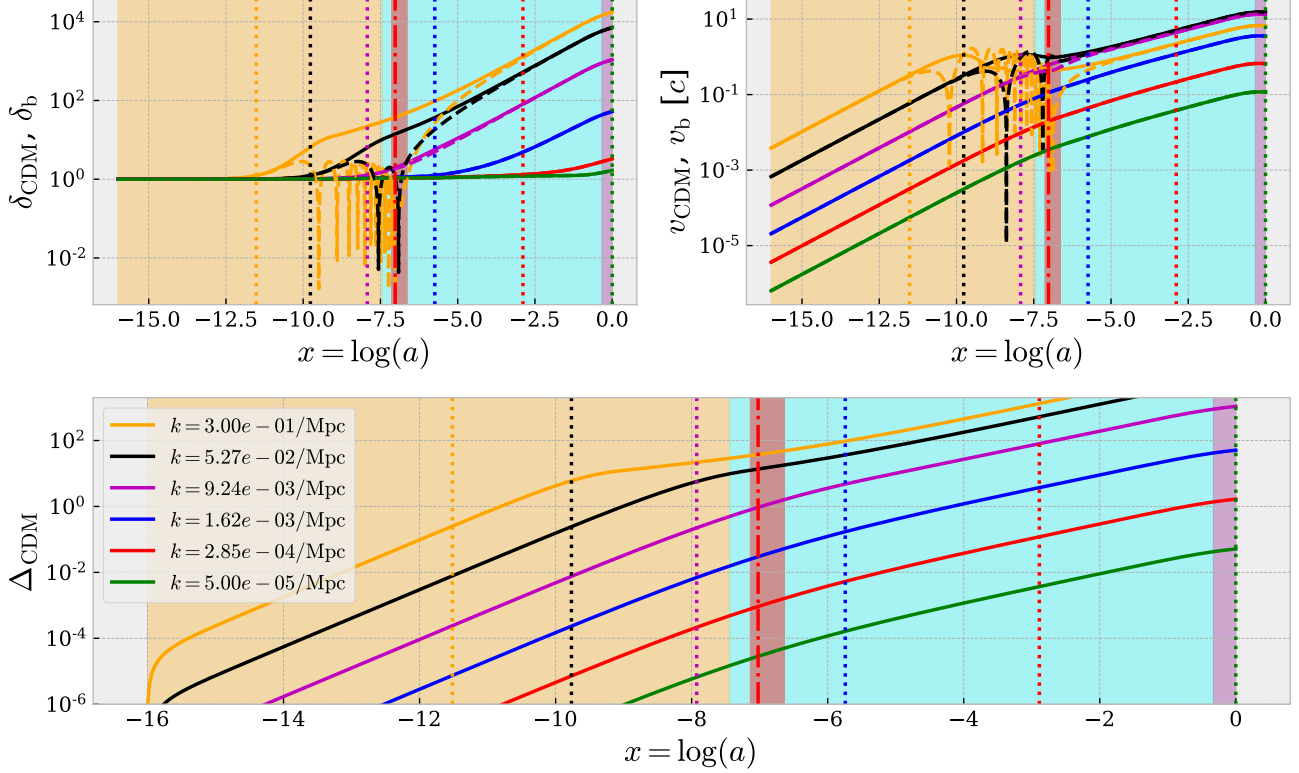 δ_CDM, δ_b
10^4
10^2
10^0
10^−2
−15.0 −12.5 −10.0 −7.5 −5.0 −2.5 0.0
x = log(a)
v_CDM, v_b [c]
10^1
10^−1
10^−3
10^−5
−15.0 −12.5 −10.0 −7.5 −5.0 −2.5 0.0
x = log(a)
Δ_CDM
10^2
10^0
10^−2
10^−4
10^−6
k = 3.00e − 01/Mpc
k = 5.27e − 02/Mpc
k = 9.24e − 03/Mpc
k = 1.62e − 03/Mpc
k = 2.85e − 04/Mpc
k = 5.00e − 05/Mpc
−16 −14 −12 −10 −8 −6 −4 −2 0
x = log(a)